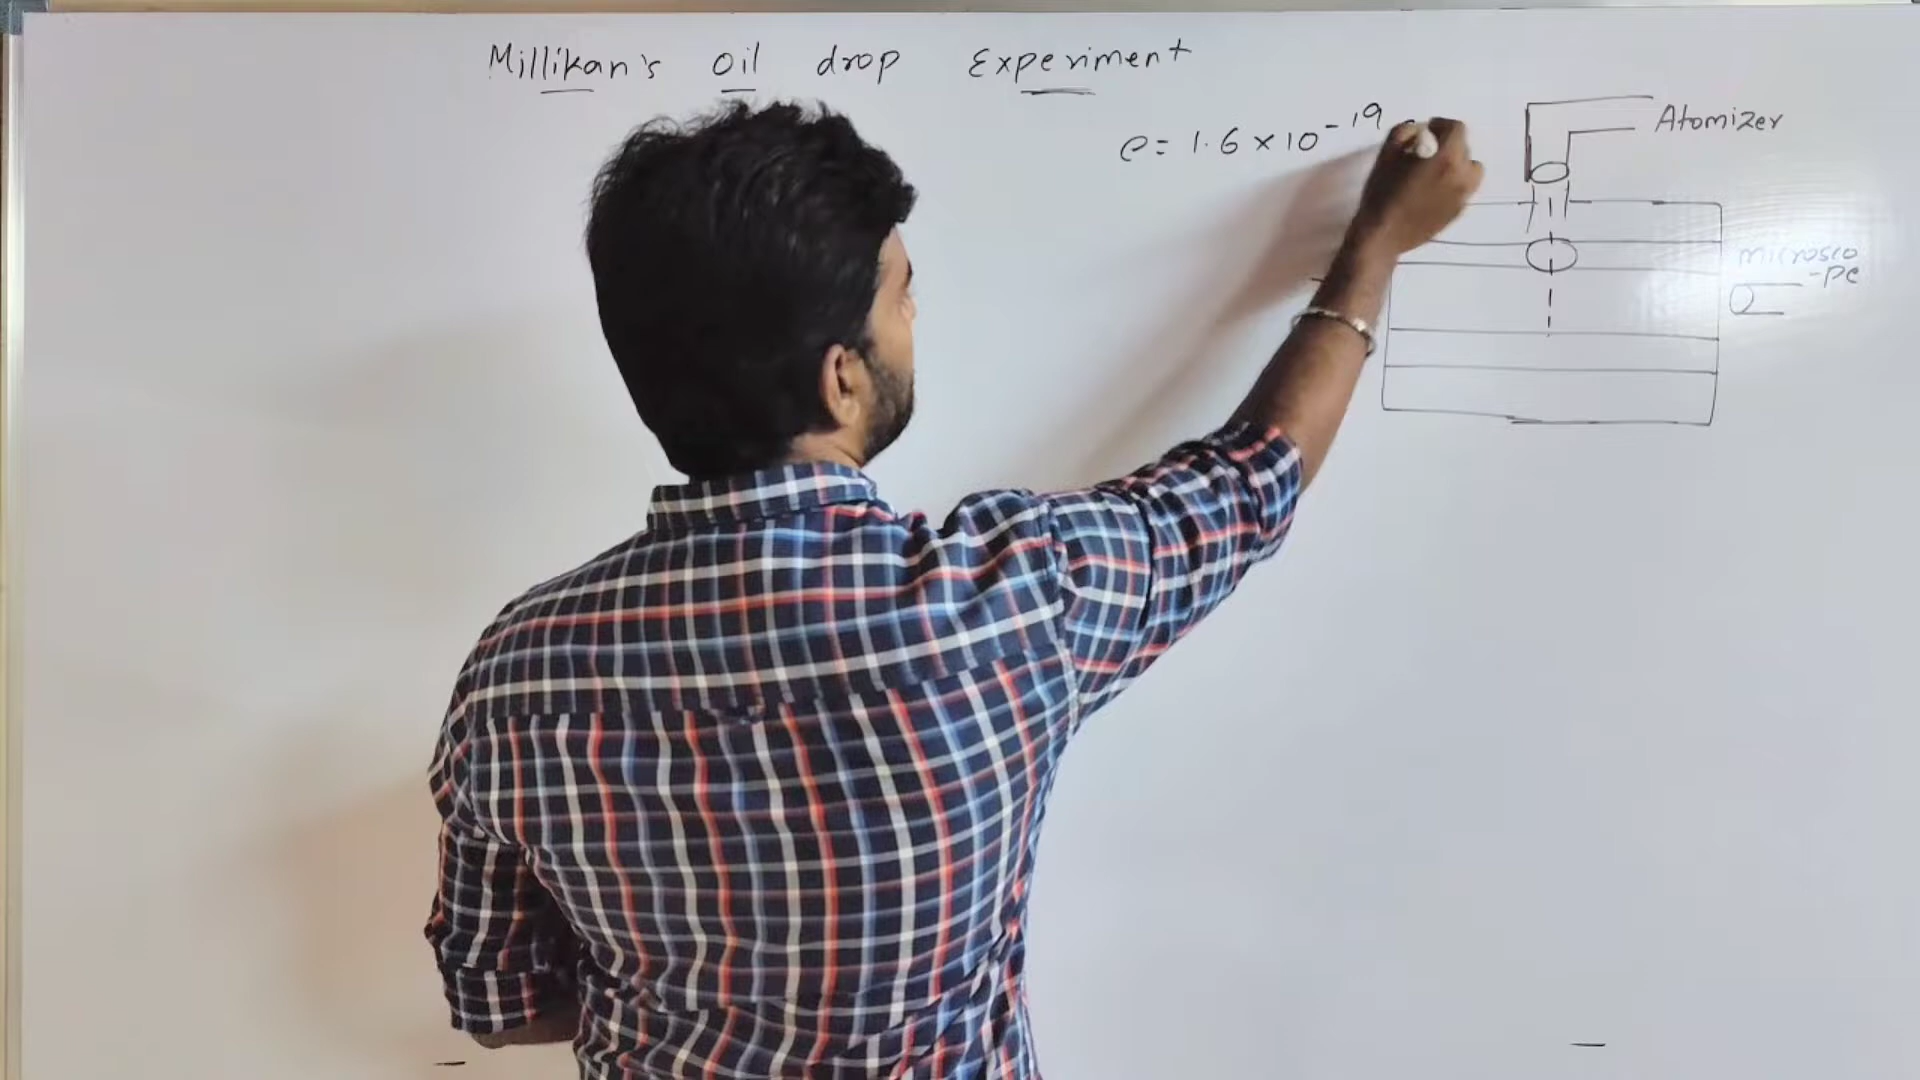 Millikan's Oil drop Experiment
e = 1.6 × 10⁻¹⁹
Atomizer
microsco
-pe